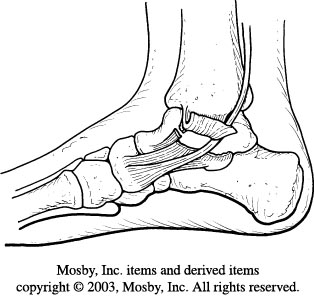 Mosby, Inc. items and derived items
copyright © 2003, Mosby, Inc. All rights reserved.